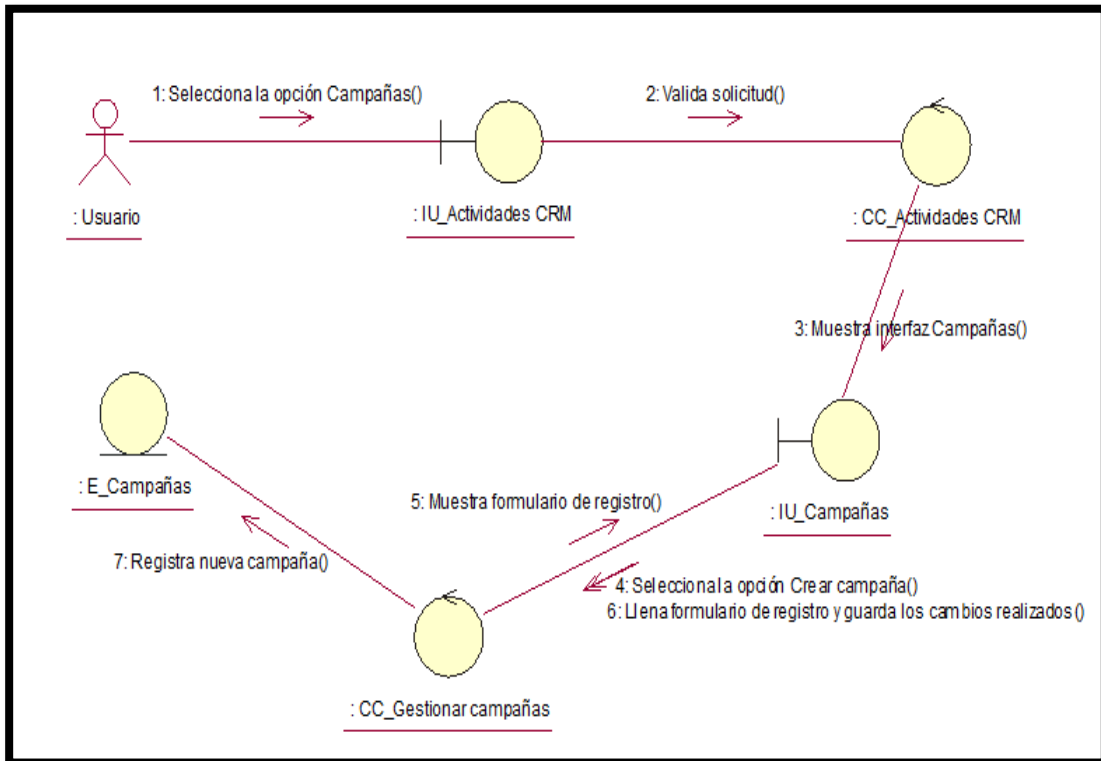 1: Selecciona la opción Campañas()
2: Valida solicitud()
: Usuario
: IU_Actividades CRM
: CC_Actividades CRM
3: Muestra interfaz Campañas()
: E_Campañas
5: Muestra formulario de registro()
: IU_Campañas
7: Registra nueva campaña()
4: Selecciona la opción Crear campaña()
6: Llena formulario de registro y guarda los cambios realizados()
: CC_Gestionar campañas